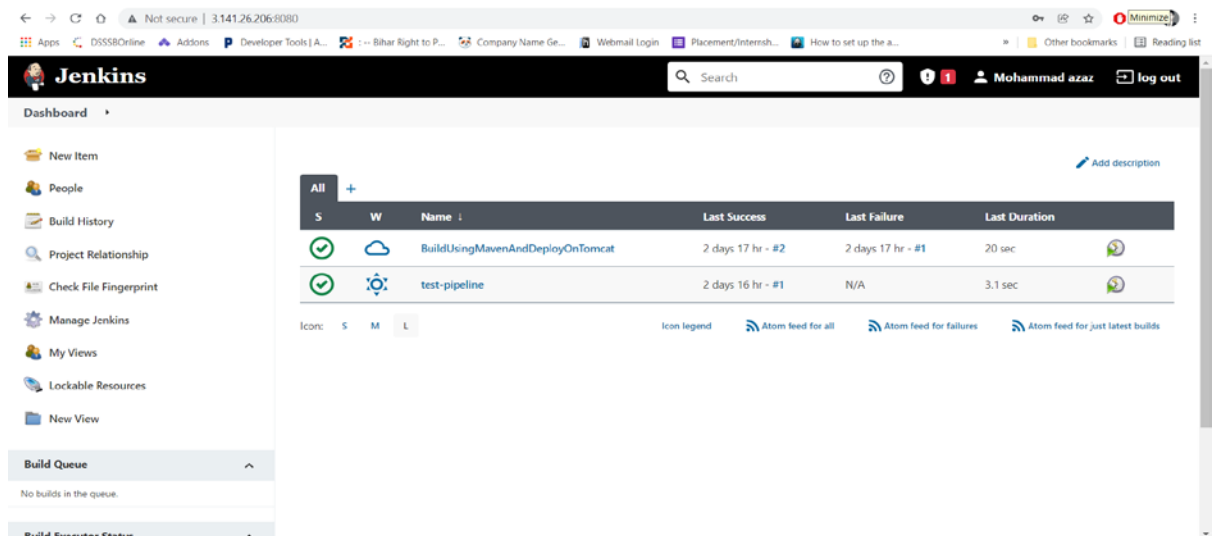 Not secure | 3.141.26.206:8080
Minimize
Apps DSSSBOnline Addons Developer Tools | A... : -- Bihar Right to P... Company Name Ge... Webmail Login Placement/Internsh... How to set up the a... » Other bookmarks Reading list
Jenkins Search 1 Mohammad azaz log out
Dashboard
New Item
People
Build History
Project Relationship
Check File Fingerprint
Manage Jenkins
My Views
Lockable Resources
New View
Build Queue
No builds in the queue.
Build Executor Status
Add description
All +
S W Name ↓ Last Success Last Failure Last Duration
BuildUsingMavenAndDeployOnTomcat 2 days 17 hr - #2 2 days 17 hr - #1 20 sec
test-pipeline 2 days 16 hr - #1 N/A 3.1 sec
Icon: S M L Icon legend Atom feed for all Atom feed for failures Atom feed for just latest builds